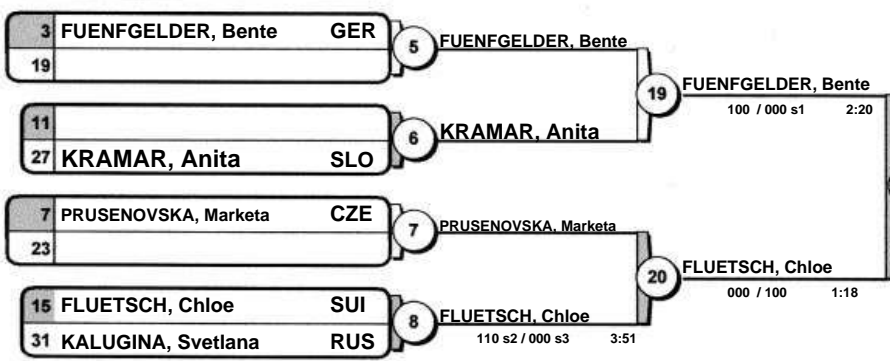 3 FUENFGELDER, Bente GER
19
5
FUENFGELDER, Bente
11
27 KRAMAR, Anita SLO
6
KRAMAR, Anita
19
FUENFGELDER, Bente
100 / 000 s1 2:20
7 PRUSENOVSKA, Marketa CZE
23
7
PRUSENOVSKA, Marketa
15 FLUETSCH, Chloe SUI
31 KALUGINA, Svetlana RUS
8
FLUETSCH, Chloe
110 s2 / 000 s3 3:51
20
FLUETSCH, Chloe
000 / 100 1:18